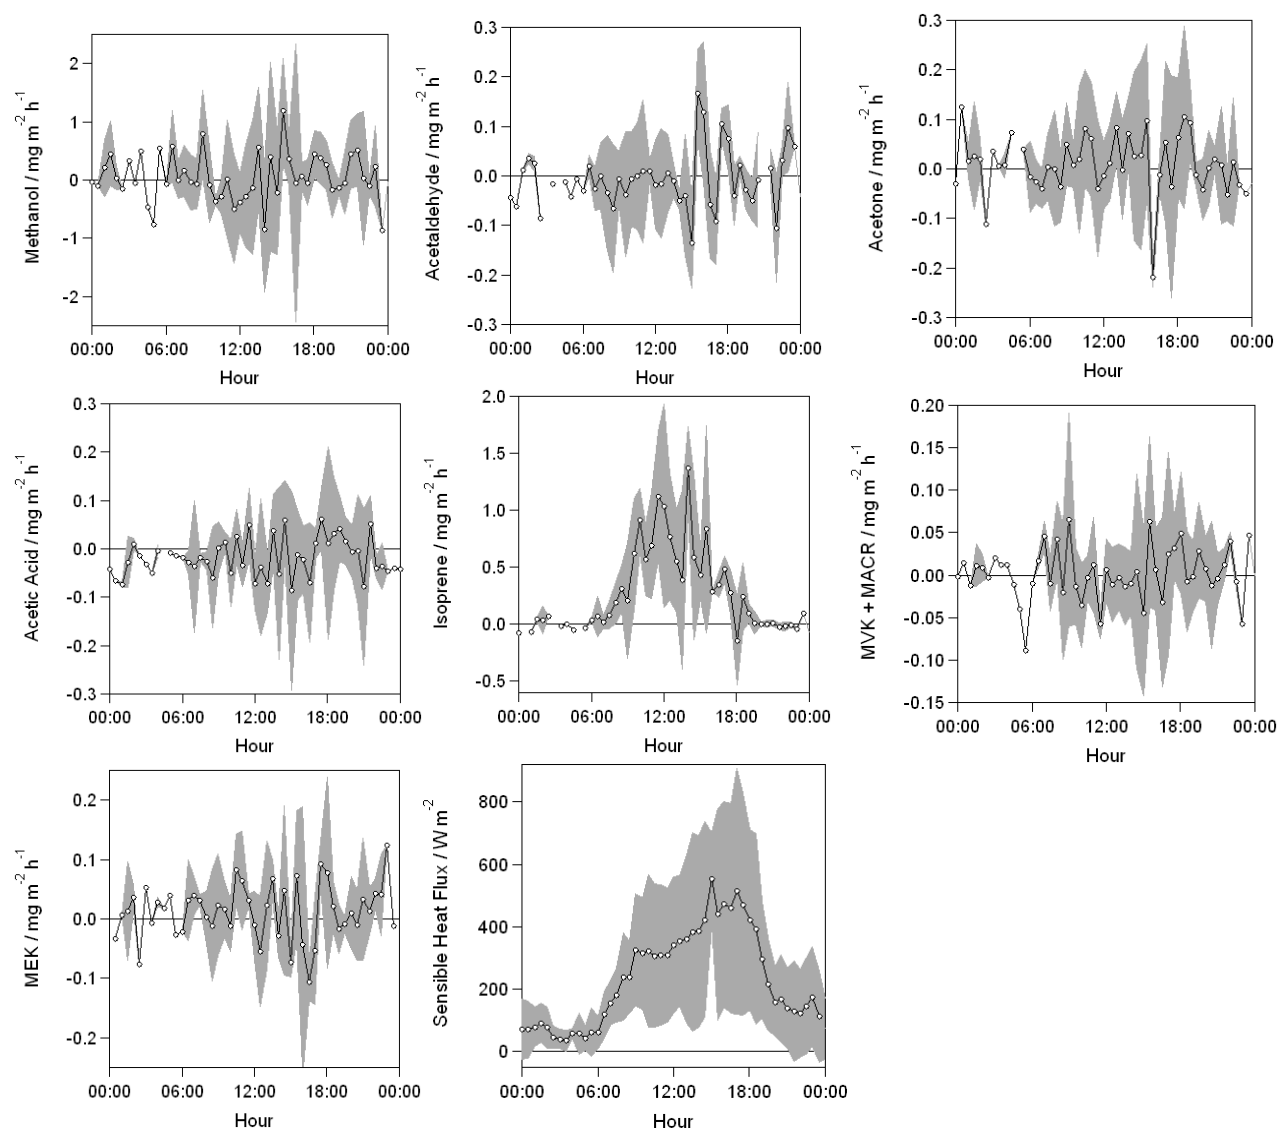 Methanol / mg m-2 h-1
2
1
0
-1
-2
00:00 06:00 12:00 18:00 00:00
Hour
Acetaldehyde / mg m-2 h-1
0.3
0.2
0.1
0.0
-0.1
-0.2
-0.3
00:00 06:00 12:00 18:00 00:00
Hour
Acetone / mg m-2 h-1
0.3
0.2
0.1
0.0
-0.1
-0.2
-0.3
00:00 06:00 12:00 18:00 00:00
Hour
Acetic Acid / mg m-2 h-1
0.3
0.2
0.1
0.0
-0.1
-0.2
-0.3
00:00 06:00 12:00 18:00 00:00
Hour
Isoprene / mg m-2 h-1
2.0
1.5
1.0
0.5
0.0
-0.5
00:00 06:00 12:00 18:00 00:00
Hour
MVK + MACR / mg m-2 h-1
0.20
0.15
0.10
0.05
0.00
-0.05
-0.10
-0.15
00:00 06:00 12:00 18:00 00:00
Hour
MEK / mg m-2 h-1
0.2
0.1
0.0
-0.1
-0.2
00:00 06:00 12:00 18:00 00:00
Hour
Sensible Heat Flux / W m-2
800
600
400
200
0
00:00 06:00 12:00 18:00 00:00
Hour